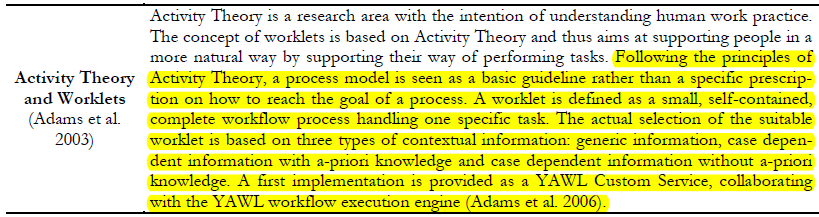 Activity Theory and Worklets (Adams et al. 2003)
Activity Theory is a research area with the intention of understanding human work practice.
The concept of worklets is based on Activity Theory and thus aims at supporting people in a
more natural way by supporting their way of performing tasks. Following the principles of
Activity Theory, a process model is seen as a basic guideline rather than a specific prescrip-
tion on how to reach the goal of a process. A worklet is defined as a small, self-contained,
complete workflow process handling one specific task. The actual selection of the suitable
worklet is based on three types of contextual information: generic information, case depen-
dent information with a-priori knowledge and case dependent information without a-priori
knowledge. A first implementation is provided as a YAWL Custom Service, collaborating
with the YAWL workflow execution engine (Adams et al. 2006).